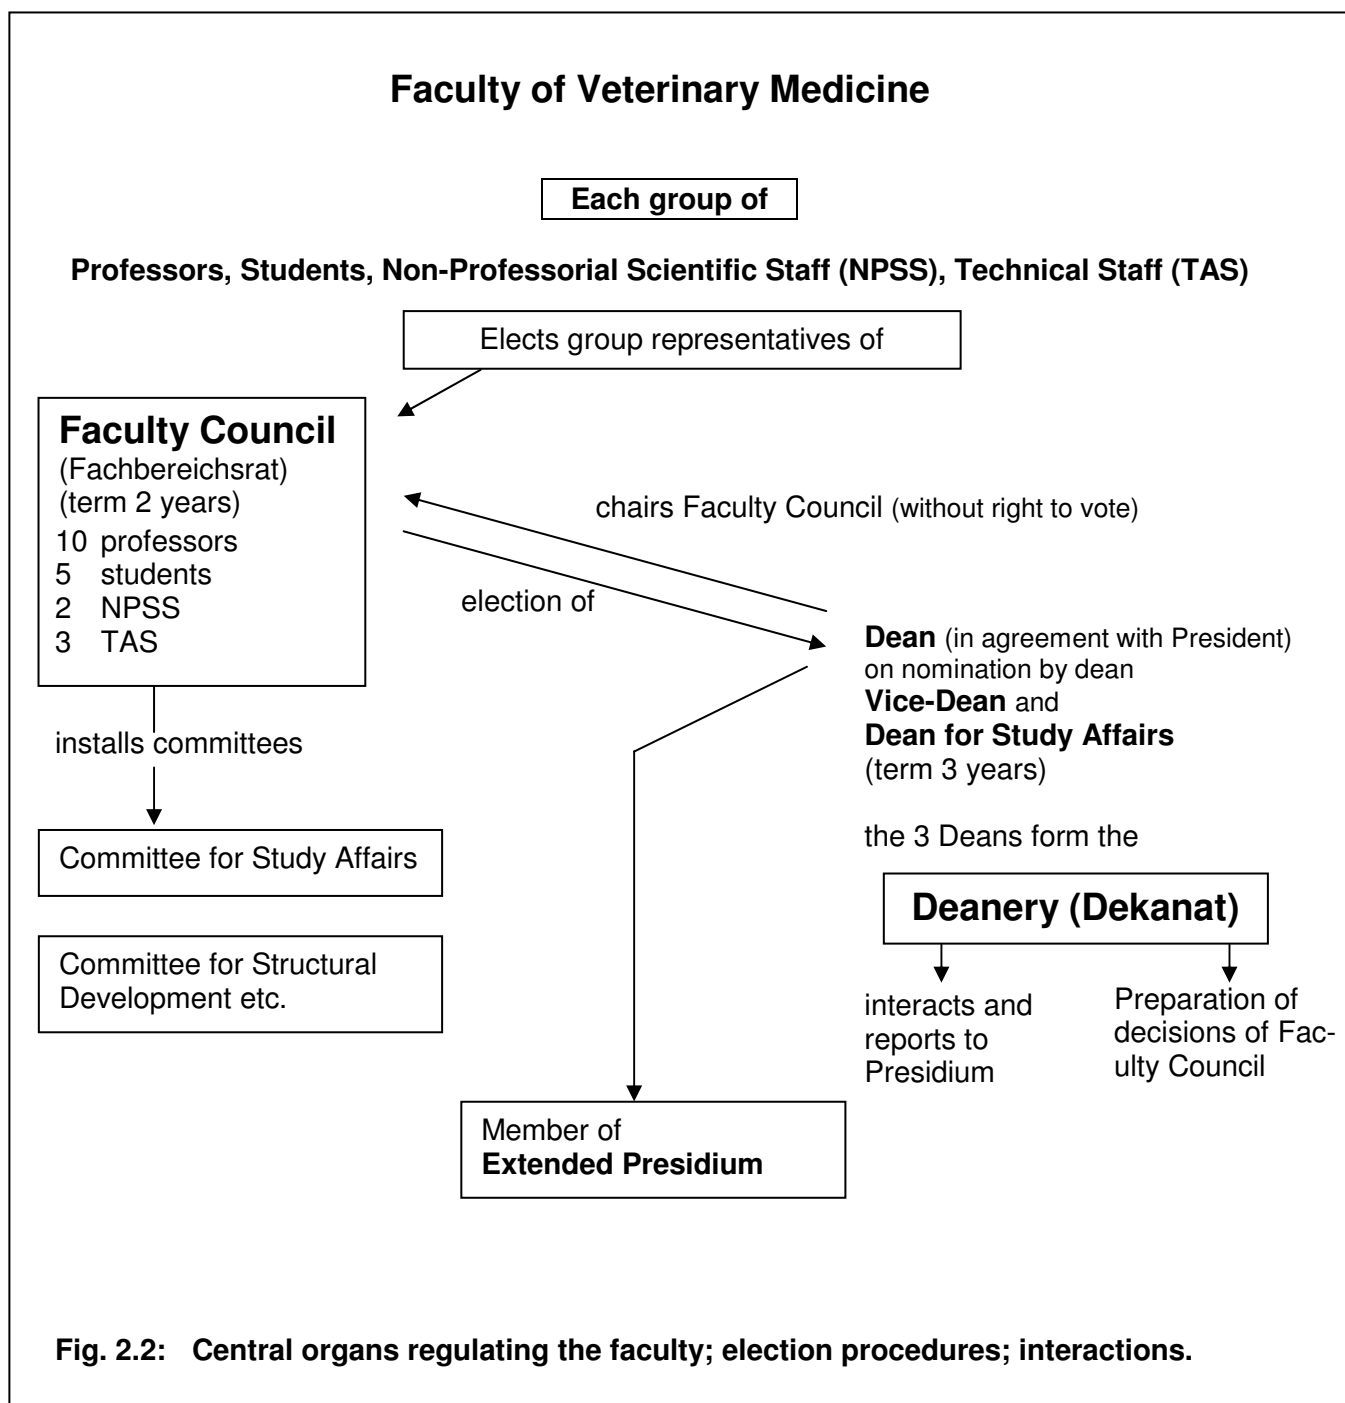 Faculty of Veterinary Medicine
Each group of
Professors, Students, Non-Professorial Scientific Staff (NPSS), Technical Staff (TAS)
Elects group representatives of
Faculty Council
(Fachbereichsrat)
(term 2 years)
10 professors
5 students
2 NPSS
3 TAS
chairs Faculty Council (without right to vote)
election of
Dean (in agreement with President)
on nomination by dean
Vice-Dean and
Dean for Study Affairs
(term 3 years)
installs committees
the 3 Deans form the
Committee for Study Affairs
Deanery (Dekanat)
Committee for Structural
Development etc.
interacts and
reports to
Presidium
Preparation of
decisions of Fac-
ulty Council
Member of
Extended Presidium
Fig. 2.2: Central organs regulating the faculty; election procedures; interactions.